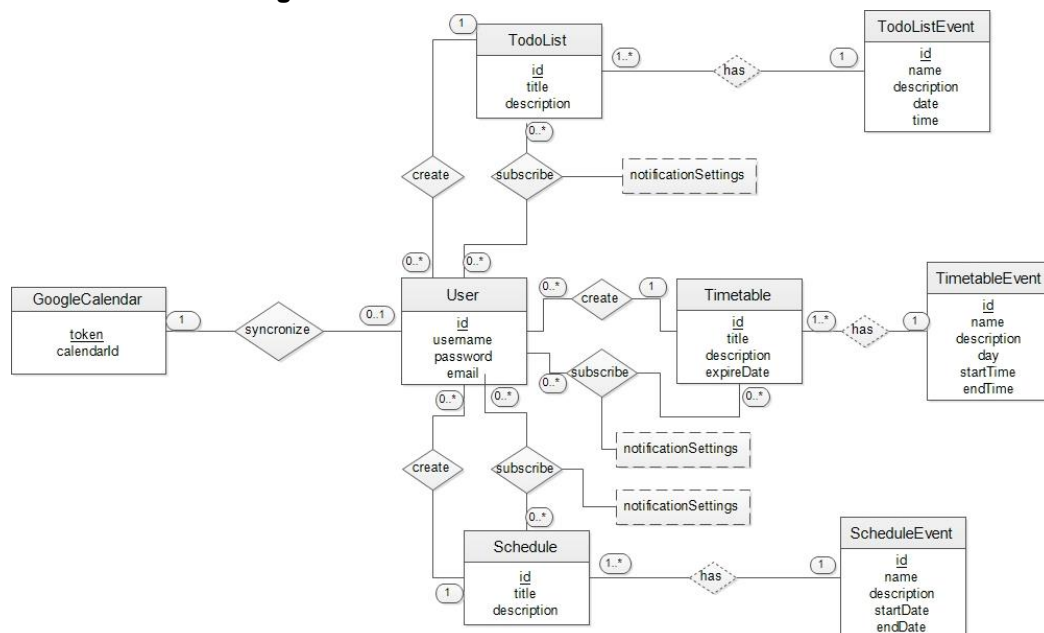 1
TodoList
id
title
description
1..*
has
1
TodoListEvent
id
name
description
date
time
0..*
create
subscribe
notificationSettings
0..*
0..*
GoogleCalendar
token
calendarId
1
syncronize
0..1
User
id
username
password
email
0..*
create
1
Timetable
id
title
description
expireDate
1..*
has
1
TimetableEvent
id
name
description
day
startTime
endTime
0..*
subscribe
0..*
notificationSettings
0..*
0..*
create
subscribe
notificationSettings
0..*
Schedule
id
title
description
1
1..*
has
1
ScheduleEvent
id
name
description
startDate
endDate